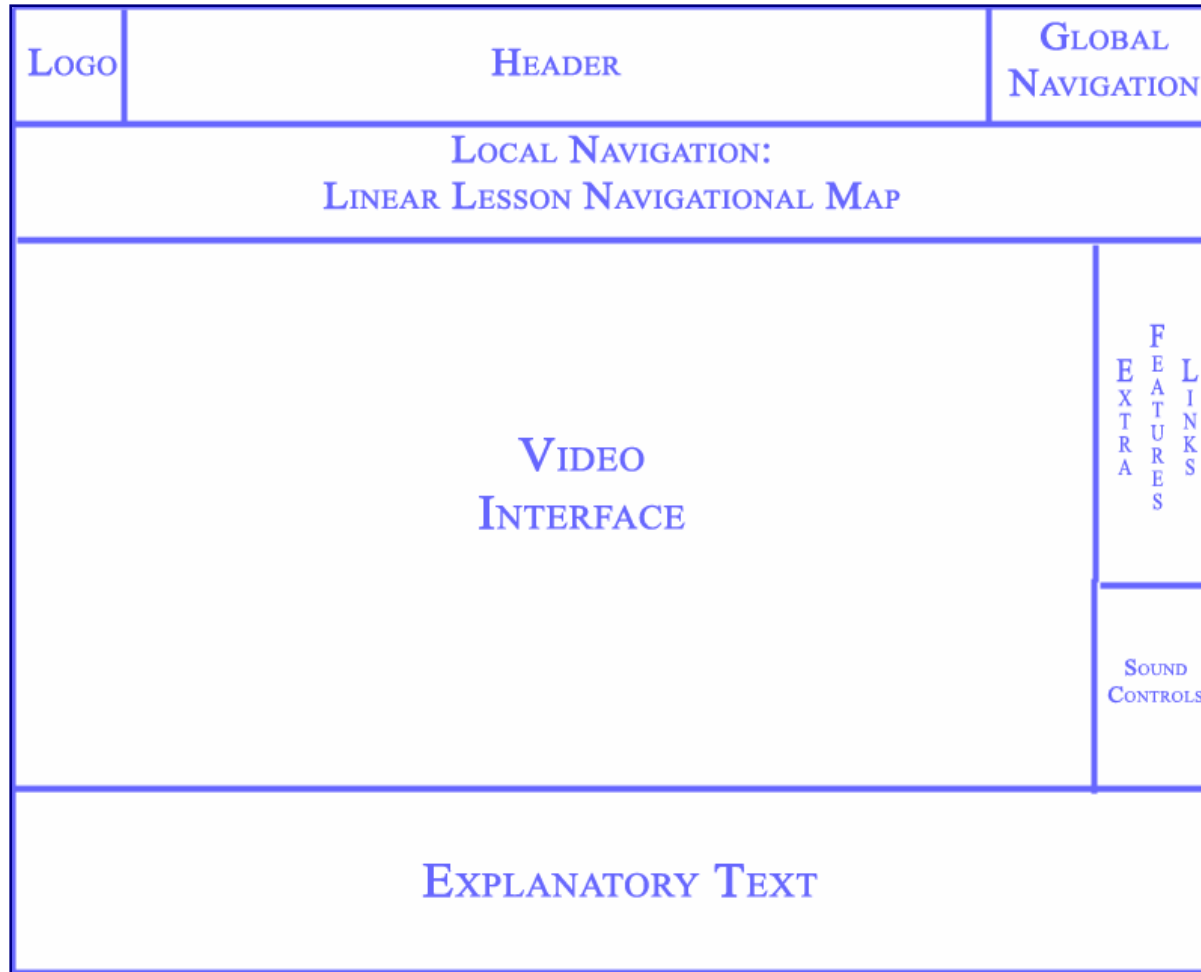 Logo
Header
Global
Navigation
Local Navigation:
Linear Lesson Navigational Map
Video
Interface
Extra
Features
Links
Sound
Controls
Explanatory Text